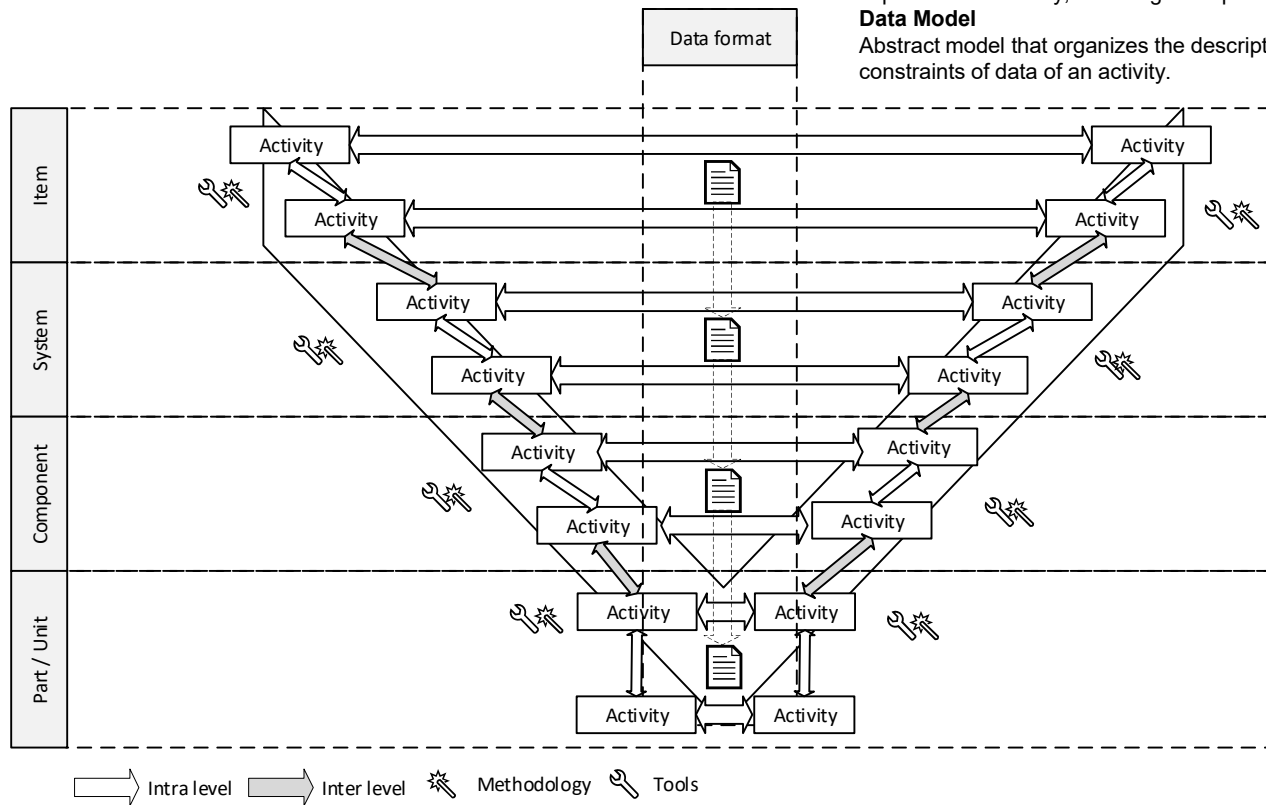 Data Model
Abstract model that organizes the descript
constraints of data of an activity.
Data format
Item
Activity
Activity
Activity
Activity
System
Activity
Activity
Activity
Activity
Component
Activity
Activity
Activity
Activity
Part / Unit
Activity
Activity
Activity
Activity
Intra level
Inter level
Methodology
Tools